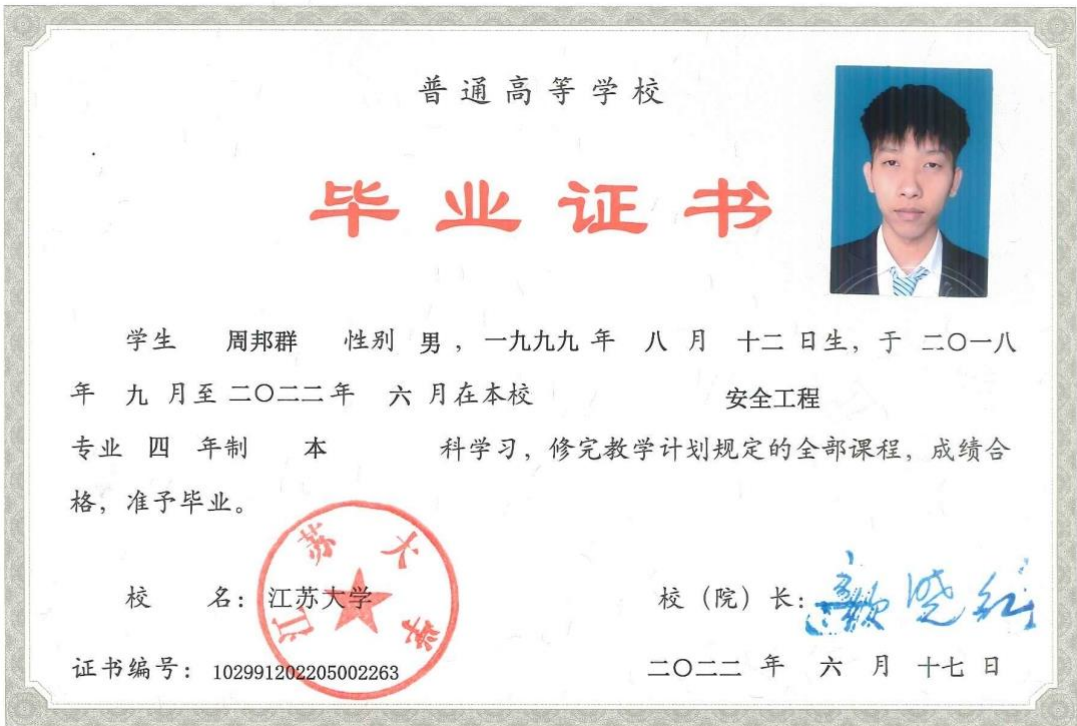 普通高等学校
毕业证书
学生 周邦群 性别 男，一九九九 年 八 月 十二 日生，于 二〇一八
年 九 月至 二〇二二 年 六 月在本校 安全工程
专业 四 年制 本 科学习，修完教学计划规定的全部课程，成绩合
格，准予毕业。
校 名：江苏大学
江苏大学
校（院）长：颜晓红
证书编号：102991202205002263
二〇二二 年 六 月 十七 日